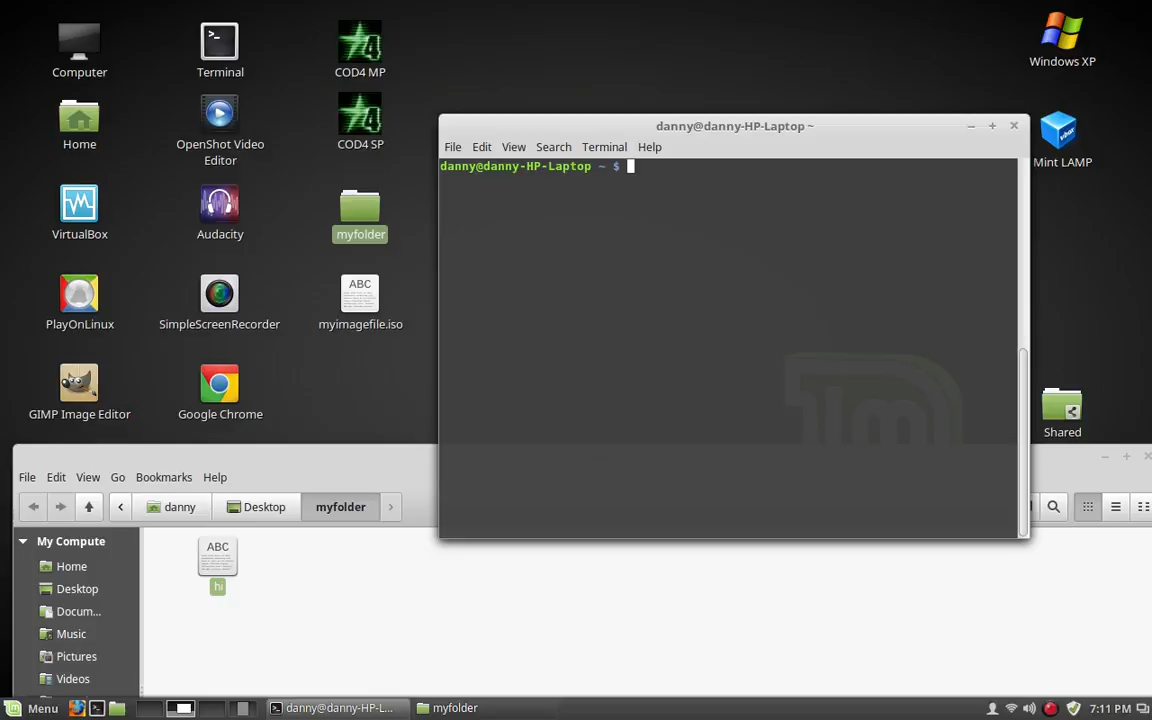 Computer
Terminal
COD4 MP
Windows XP
Home
OpenShot Video
Editor
COD4 SP
Mint LAMP
VirtualBox
Audacity
myfolder
PlayOnLinux
SimpleScreenRecorder
ABC
myimagefile.iso
GIMP Image Editor
Google Chrome
Shared
danny@danny-HP-Laptop ~
File Edit View Search Terminal Help
danny@danny-HP-Laptop ~ $
File Edit View Go Bookmarks Help
danny Desktop myfolder
My Compute
Home
Desktop
Docum...
Music
Pictures
Videos
ABC
hi
Menu danny@danny-HP-L... myfolder 7:11 PM